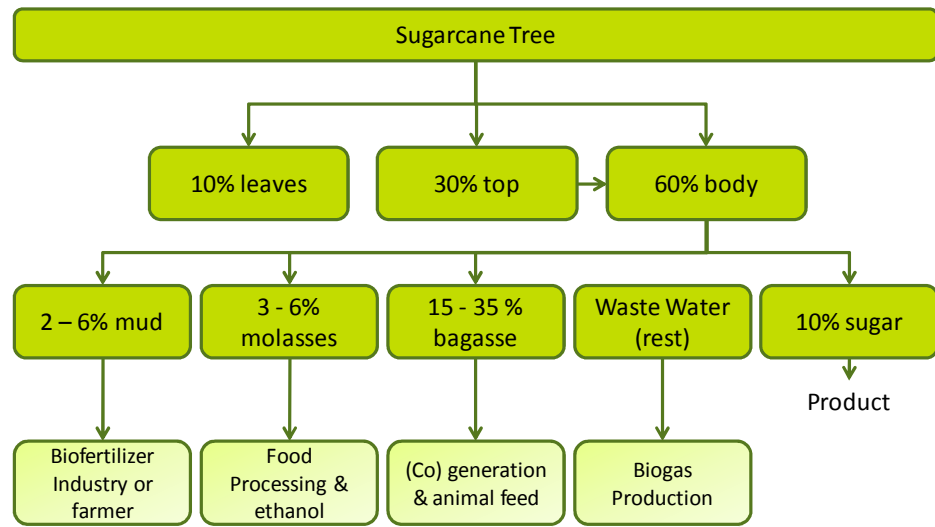 Sugarcane Tree
10% leaves
30% top
60% body
2 – 6% mud
3 - 6%
molasses
15 - 35 %
bagasse
Waste Water
(rest)
10% sugar
Product
Biofertilizer
Industry or
farmer
Food
Processing &
ethanol
(Co) generation
& animal feed
Biogas
Production